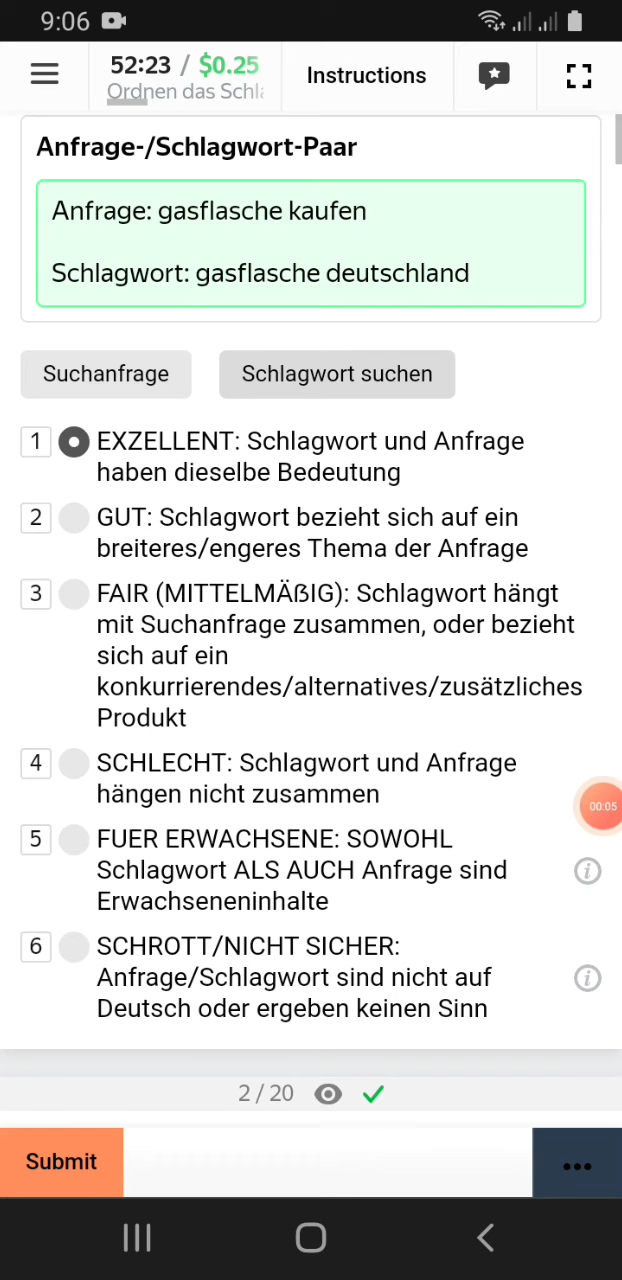 9:06
52:23 / $0.25
Instructions
Ordnen das Schl
Anfrage-/Schlagwort-Paar
Anfrage: gasflasche kaufen
Schlagwort: gasflasche deutschland
Suchanfrage
Schlagwort suchen
1 EXZELLENT: Schlagwort und Anfrage
haben dieselbe Bedeutung
2 GUT: Schlagwort bezieht sich auf ein
breiteres/engeres Thema der Anfrage
3 FAIR (MITTELMÄßIG): Schlagwort hängt
mit Suchanfrage zusammen, oder bezieht
sich auf ein
konkurrierendes/alternatives/zusätzliches
Produkt
4 SCHLECHT: Schlagwort und Anfrage
hängen nicht zusammen
00:05
5 FUER ERWACHSENE: SOWOHL
Schlagwort ALS AUCH Anfrage sind
Erwachseneninhalte
6 SCHROTT/NICHT SICHER:
Anfrage/Schlagwort sind nicht auf
Deutsch oder ergeben keinen Sinn
2 / 20
Submit